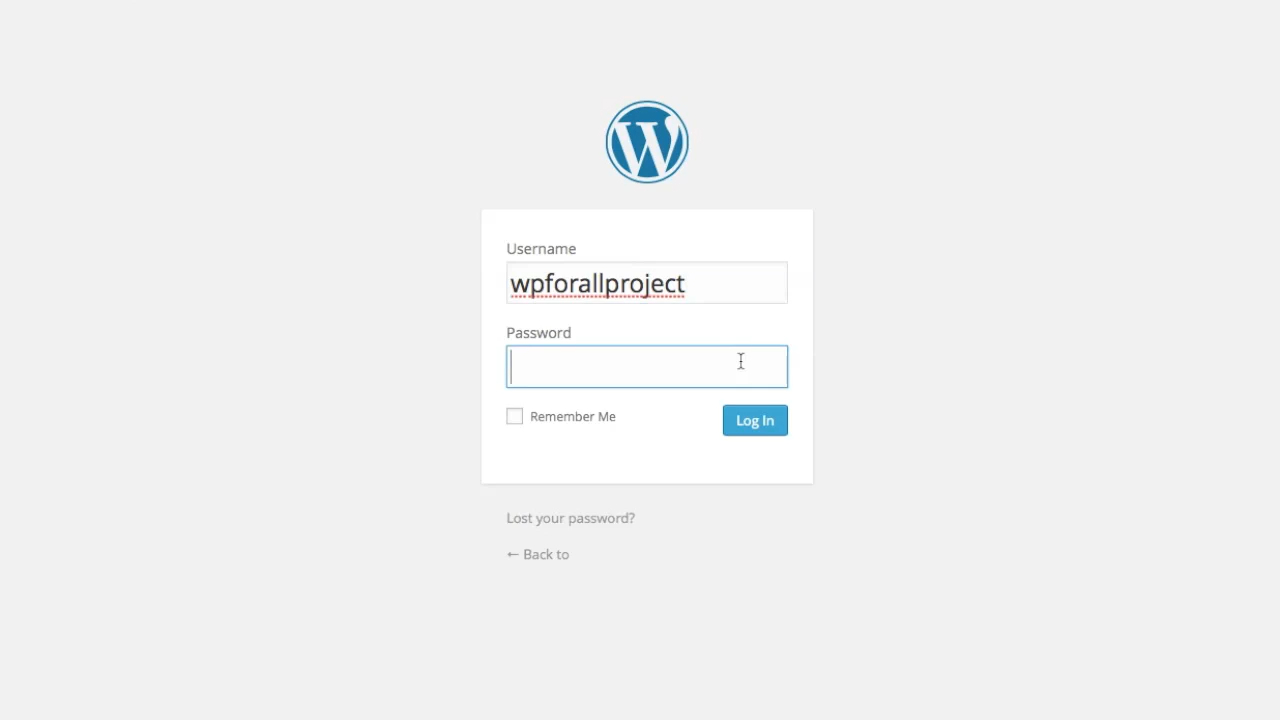 Username
wpforallproject
Password
Remember Me
Log In
Lost your password?
← Back to